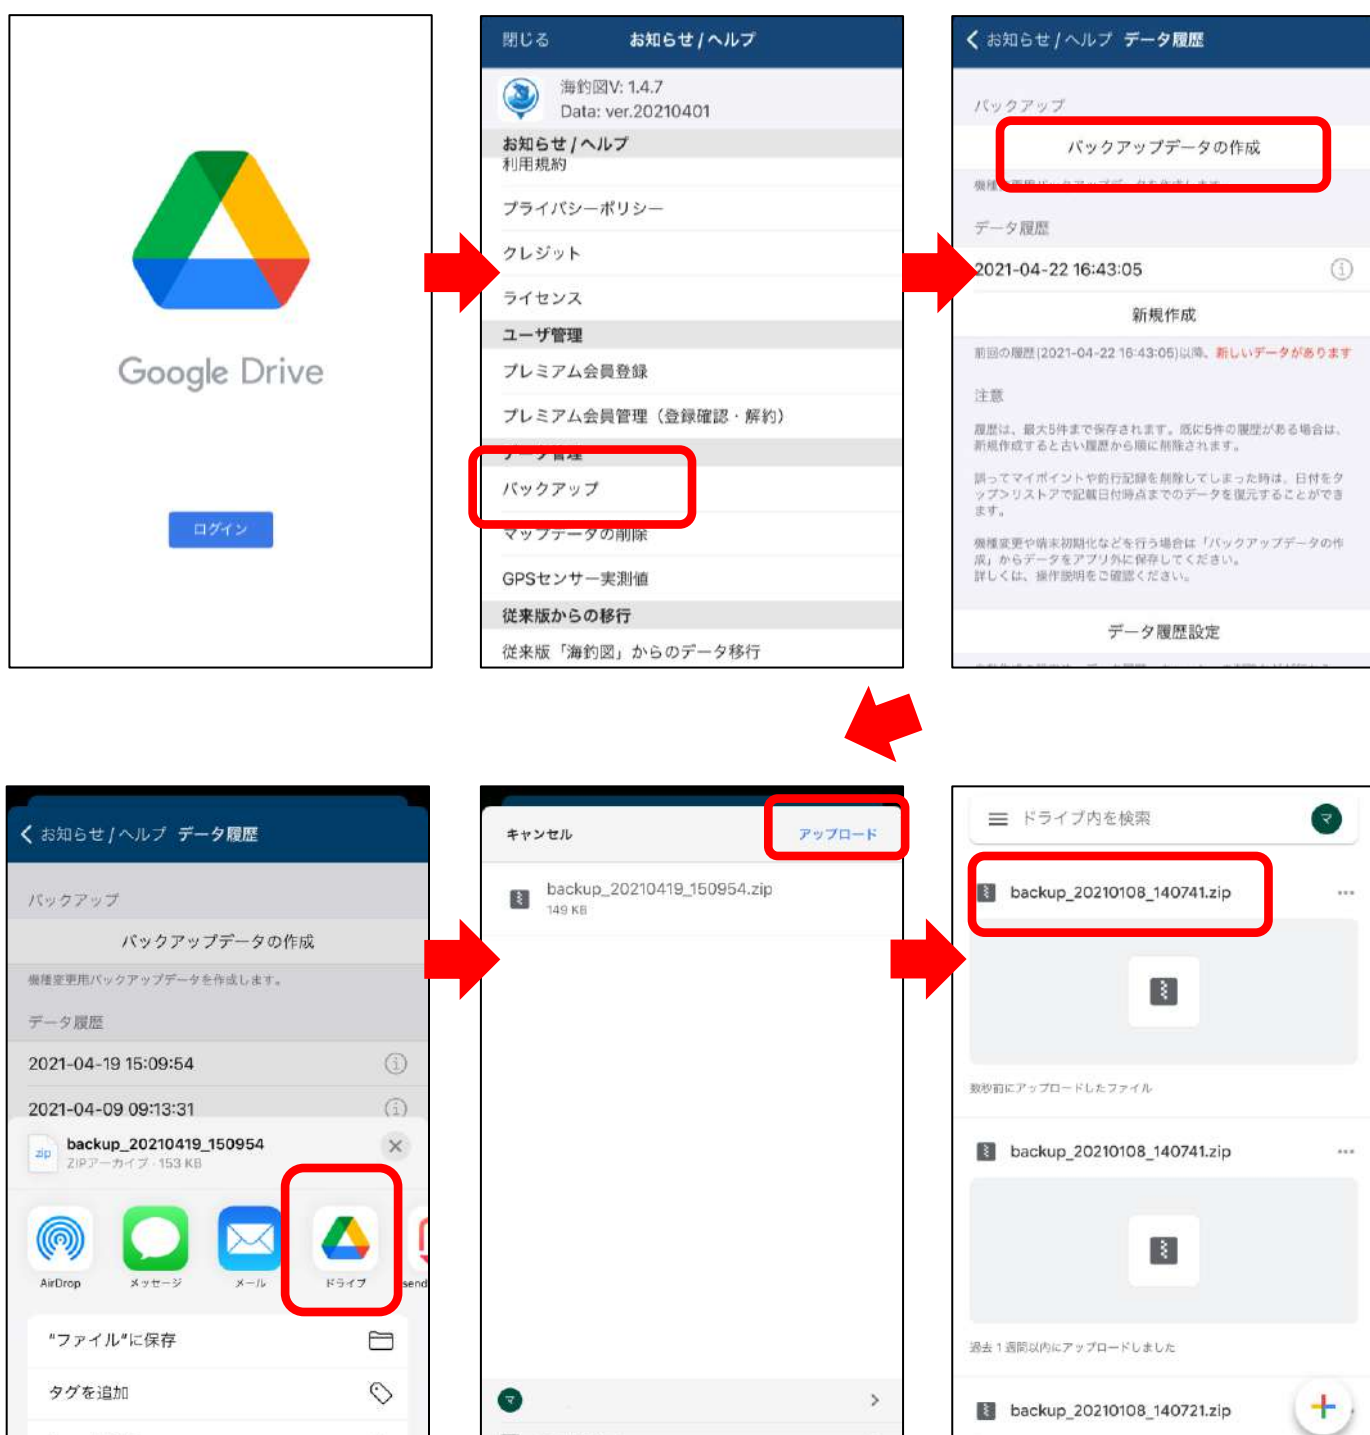 Google Drive
ログイン
閉じる
お知らせ / ヘルプ
海釣図V: 1.4.7
Data: ver.20210401
お知らせ / ヘルプ
利用規約
プライバシーポリシー
クレジット
ライセンス
ユーザ管理
プレミアム会員登録
プレミアム会員管理（登録確認・解約）
データ管理
バックアップ
マップデータの削除
GPSセンサー実測値
従来版からの移行
従来版「海釣図」からのデータ移行
お知らせ / ヘルプ データ履歴
バックアップ
バックアップデータの作成
機種変更用バックアップデータを作成します。
データ履歴
2021-04-22 16:43:05
新規作成
前回の履歴(2021-04-22 16:43:05)以降、新しいデータがあります
注意
履歴は、最大5件まで保存されます。既に5件の履歴がある場合は、
新規作成すると古い履歴から順に削除されます。
誤ってマイポイントや釣行記録を削除してしまった時は、日付をタ
ップ>リストアで記載日付時点までのデータを復元することができ
ます。
機種変更や端末初期化などを行う場合は「バックアップデータの作
成」からデータをアプリ外に保存してください。
詳しくは、操作説明をご確認ください。
データ履歴設定
お知らせ / ヘルプ データ履歴
バックアップ
バックアップデータの作成
機種変更用バックアップデータを作成します。
データ履歴
2021-04-19 15:09:54
2021-04-09 09:13:31
zip
backup_20210419_150954
ZIPアーカイブ · 153 KB
AirDrop
メッセージ
メール
ドライブ
send
"ファイル"に保存
タグを追加
キャンセル
アップロード
backup_20210419_150954.zip
149 KB
マ
ドライブ内を検索
マ
backup_20210108_140741.zip
数秒前にアップロードしたファイル
backup_20210108_140741.zip
過去 1 週間以内にアップロードしました
backup_20210108_140721.zip